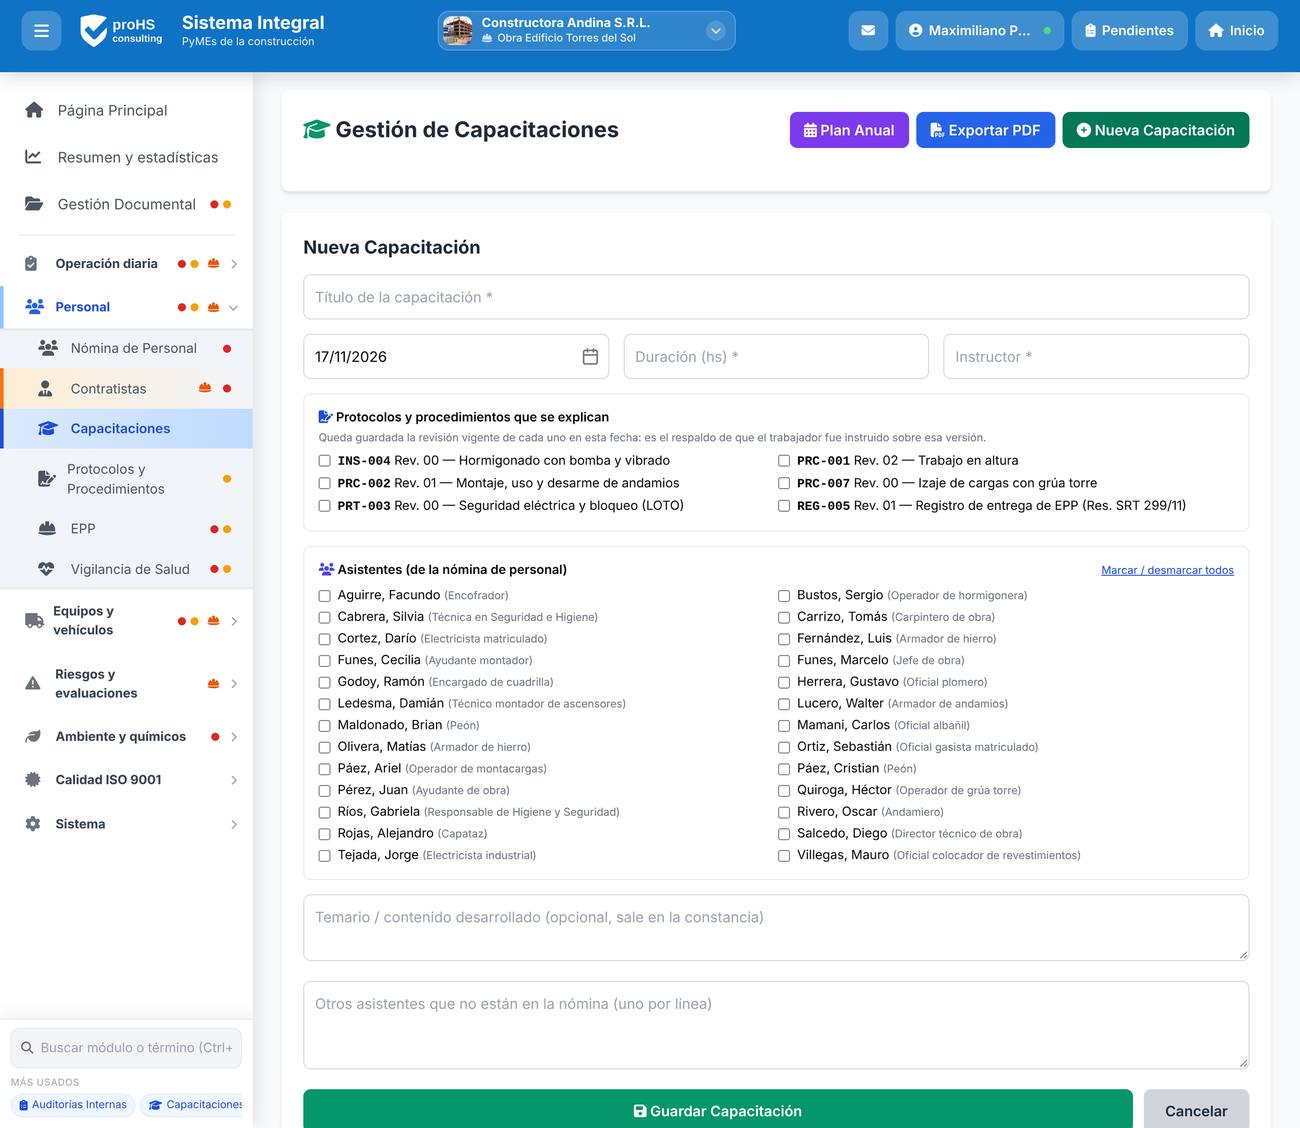 proHS
consulting
Sistema Integral
PyMEs de la construcción
Constructora Andina S.R.L.
Obra Edificio Torres del Sol
Maximiliano P...
Pendientes
Inicio
Página Principal
Resumen y estadísticas
Gestión Documental
Operación diaria
Personal
Nómina de Personal
Contratistas
Capacitaciones
Protocolos y
Procedimientos
EPP
Vigilancia de Salud
Equipos y
vehículos
Riesgos y
evaluaciones
Ambiente y químicos
Calidad ISO 9001
Sistema
Buscar módulo o término (Ctrl+
MÁS USADOS
Auditorías Internas
Capacitaciones
Gestión de Capacitaciones
Plan Anual
Exportar PDF
Nueva Capacitación
Nueva Capacitación
Título de la capacitación *
17/11/2026
Duración (hs) *
Instructor *
Protocolos y procedimientos que se explican
Queda guardada la revisión vigente de cada uno en esta fecha: es el respaldo de que el trabajador fue instruido sobre esa versión.
INS-004 Rev. 00 — Hormigonado con bomba y vibrado
PRC-001 Rev. 02 — Trabajo en altura
PRC-002 Rev. 01 — Montaje, uso y desarme de andamios
PRC-007 Rev. 00 — Izaje de cargas con grúa torre
PRT-003 Rev. 00 — Seguridad eléctrica y bloqueo (LOTO)
REG-005 Rev. 01 — Registro de entrega de EPP (Res. SRT 299/11)
Asistentes (de la nómina de personal)
Marcar / desmarcar todos
Aguirre, Facundo (Encofrador)
Bustos, Sergio (Operador de hormigonera)
Cabrera, Silvia (Técnica en Seguridad e Higiene)
Carrizo, Tomás (Carpintero de obra)
Cortez, Darío (Electricista matriculado)
Fernández, Luis (Armador de hierro)
Funes, Cecilia (Ayudante montador)
Funes, Marcelo (Jefe de obra)
Godoy, Ramón (Encargado de cuadrilla)
Herrera, Gustavo (Oficial plomero)
Ledesma, Damián (Técnico montador de ascensores)
Lucero, Walter (Armador de andamios)
Maldonado, Brian (Peón)
Mamani, Carlos (Oficial albañil)
Olivera, Matías (Armador de hierro)
Ortiz, Sebastián (Oficial gasista matriculado)
Páez, Ariel (Operador de montacargas)
Páez, Cristian (Peón)
Pérez, Juan (Ayudante de obra)
Quiroga, Héctor (Operador de grúa torre)
Ríos, Gabriela (Responsable de Higiene y Seguridad)
Rivero, Oscar (Andamiero)
Rojas, Alejandro (Capataz)
Salcedo, Diego (Director técnico de obra)
Tejada, Jorge (Electricista industrial)
Villegas, Mauro (Oficial colocador de revestimientos)
Temario / contenido desarrollado (opcional, sale en la constancia)
Otros asistentes que no están en la nómina (uno por línea)
Guardar Capacitación
Cancelar